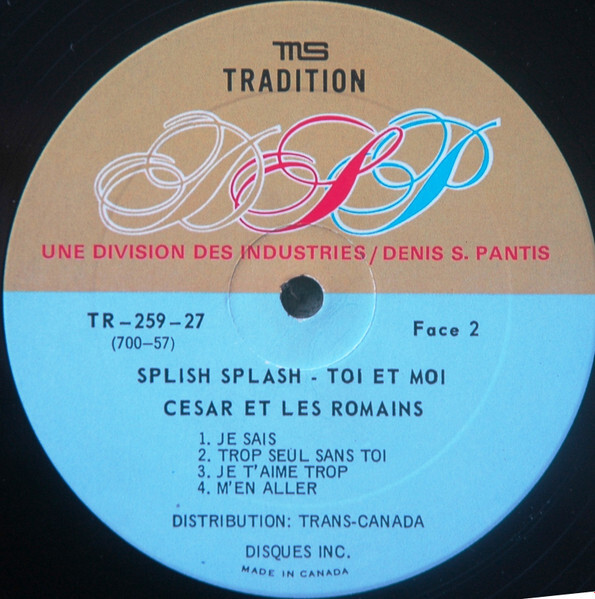 MS
TRADITION
DSP
UNE DIVISION DES INDUSTRIES / DENIS S. PANTIS
TR-259-27
(700-57)
Face 2
SPLISH SPLASH - TOI ET MOI
CESAR ET LES ROMAINS
1. JE SAIS
2. TROP SEUL SANS TOI
3. JE T'AIME TROP
4. M'EN ALLER
DISTRIBUTION: TRANS-CANADA
DISQUES INC.
MADE IN CANADA